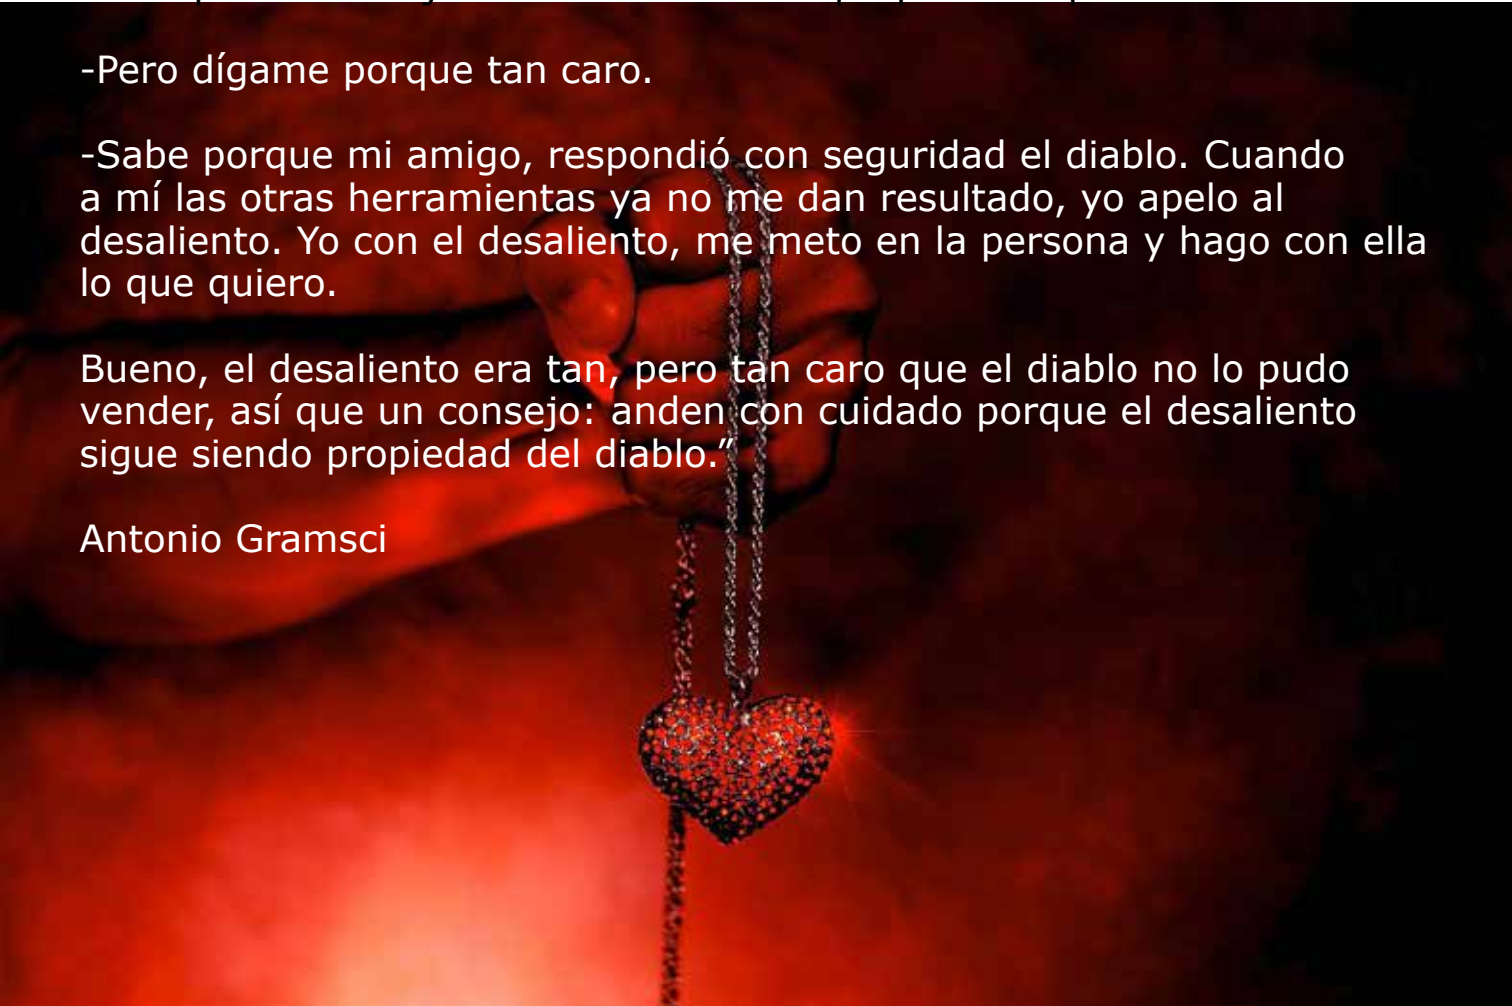 -Pero dígame porque tan caro.
-Sabe porque mi amigo, respondió con seguridad el diablo. Cuando
a mí las otras herramientas ya no me dan resultado, yo apelo al
desaliento. Yo con el desaliento, me meto en la persona y hago con ella
lo que quiero.
Bueno, el desaliento era tan, pero tan caro que el diablo no lo pudo
vender, así que un consejo: anden con cuidado porque el desaliento
sigue siendo propiedad del diablo.”
Antonio Gramsci